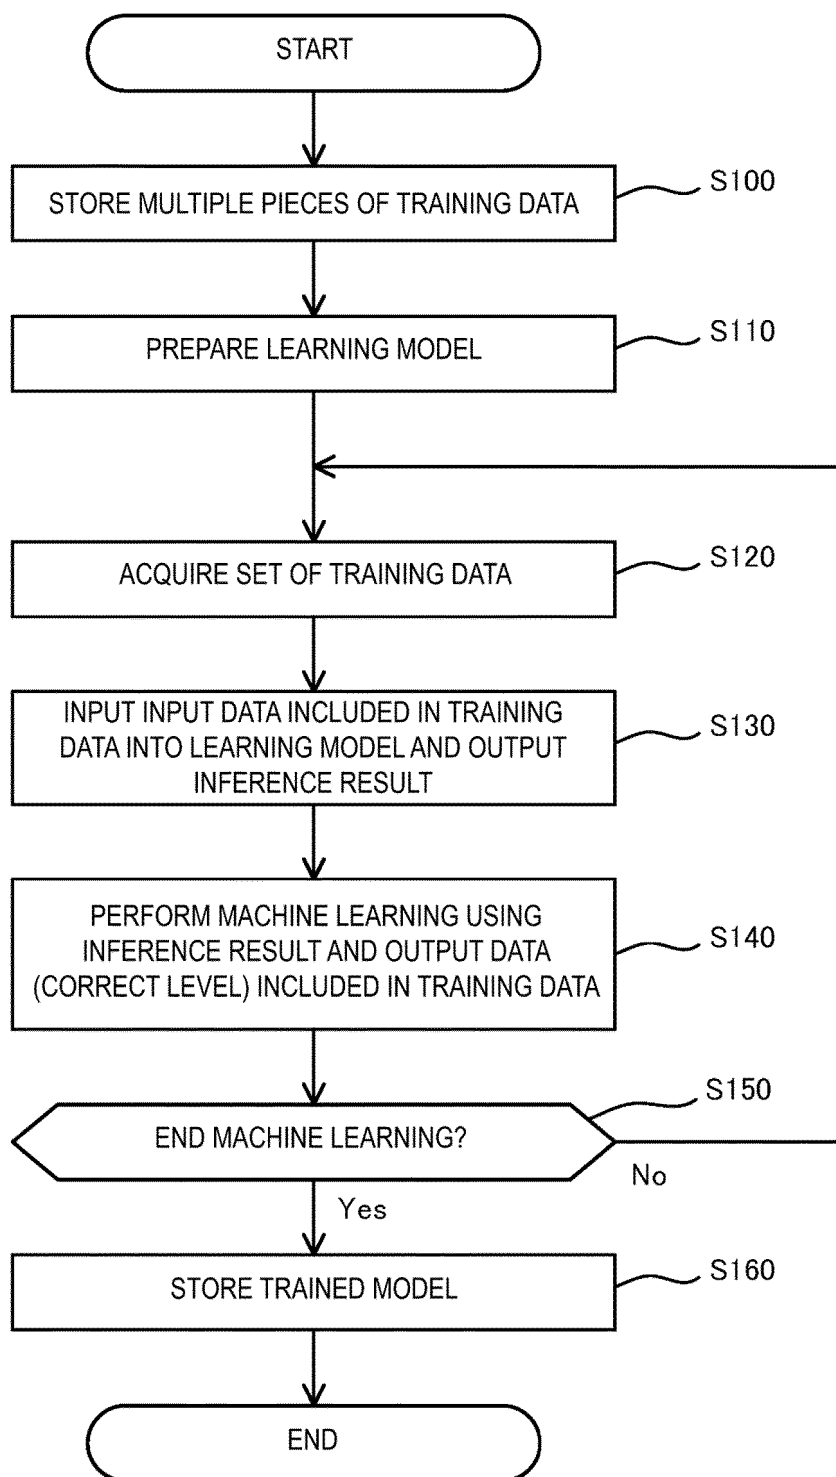 START
STORE MULTIPLE PIECES OF TRAINING DATA
S100
PREPARE LEARNING MODEL
S110
ACQUIRE SET OF TRAINING DATA
S120
INPUT INPUT DATA INCLUDED IN TRAINING
DATA INTO LEARNING MODEL AND OUTPUT
INFERENCE RESULT
S130
PERFORM MACHINE LEARNING USING
INFERENCE RESULT AND OUTPUT DATA
(CORRECT LEVEL) INCLUDED IN TRAINING DATA
S140
END MACHINE LEARNING?
S150
No
Yes
STORE TRAINED MODEL
S160
END